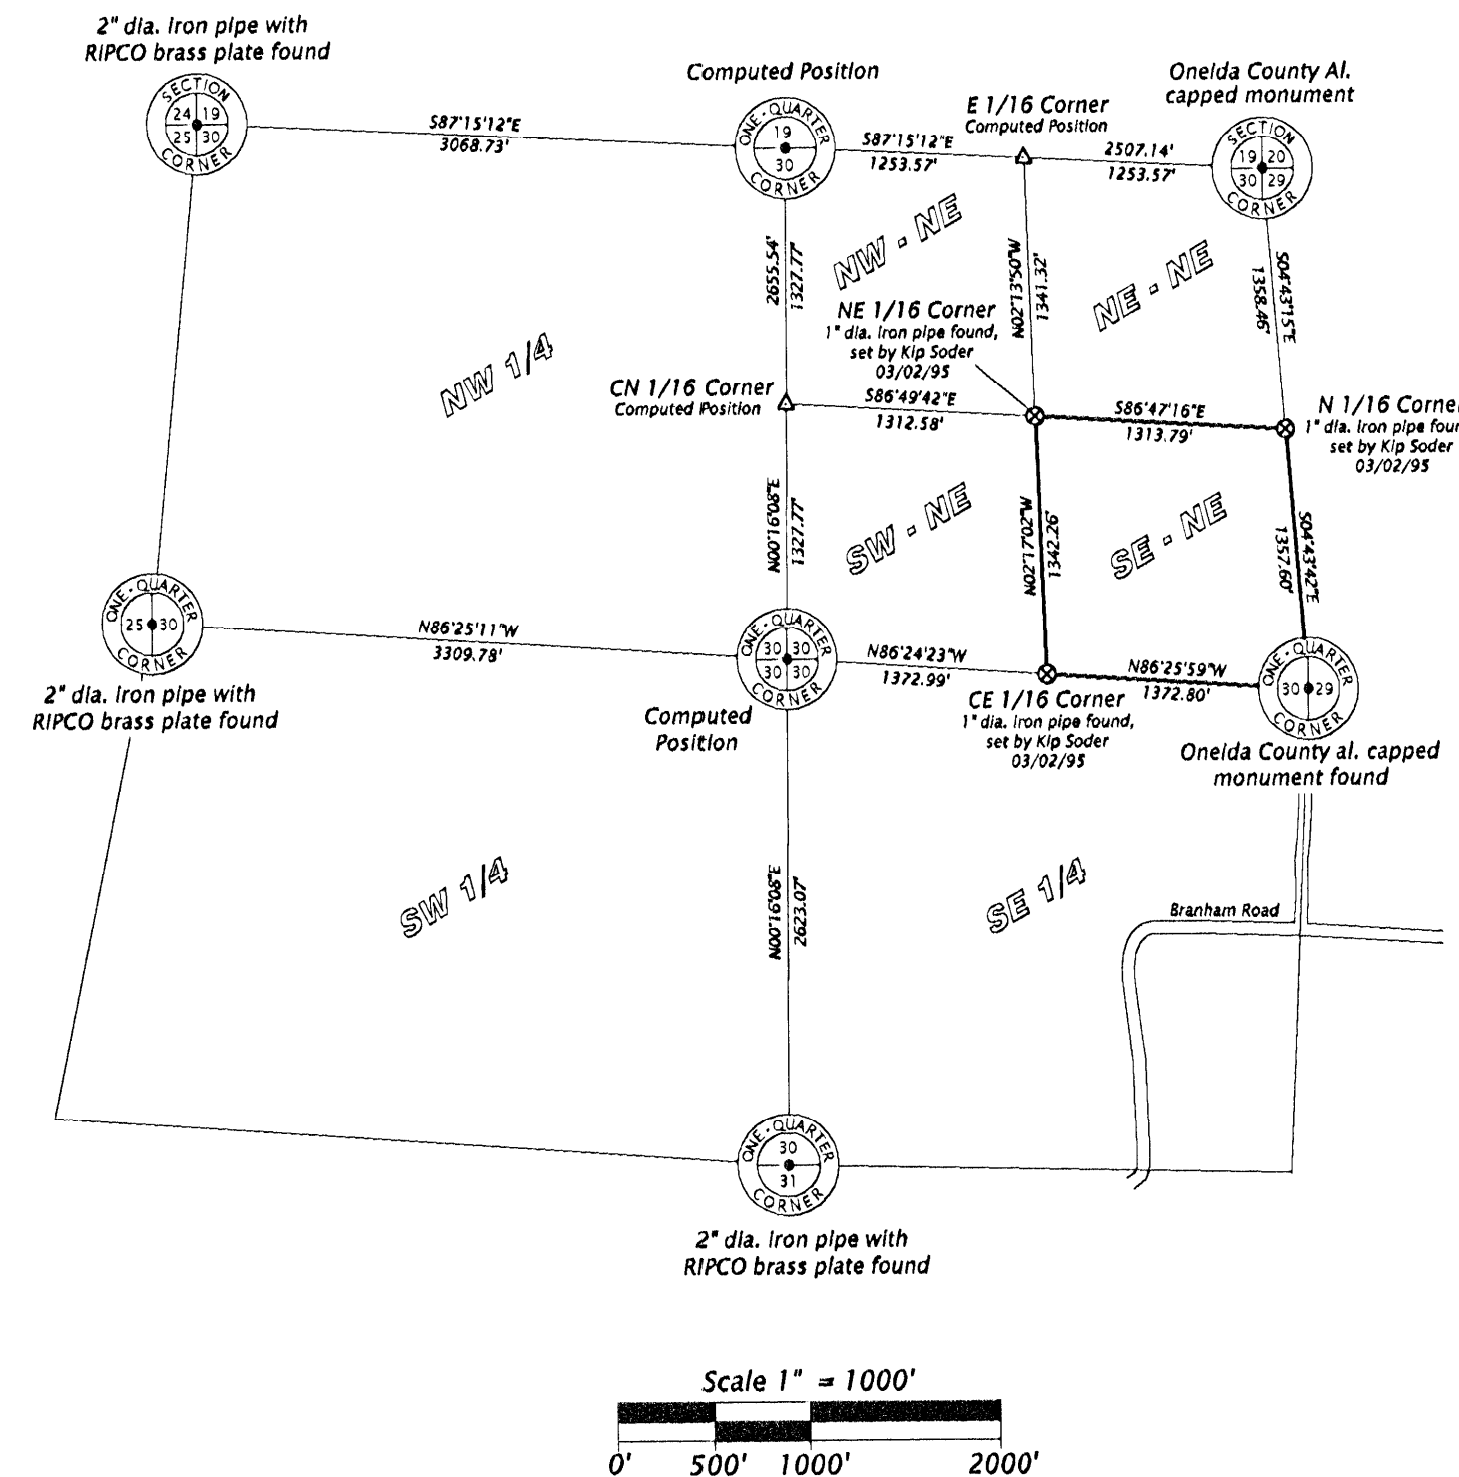 2" dia. iron pipe with
RIPCO brass plate found
SECTION
24 19
25 30
CORNER
S87°15'12"E
3068.73'
Computed Position
ONE-QUARTER
19
30
CORNER
S87°15'12"E
1253.57'
E 1/16 Corner
Computed Position
2507.14'
1253.57'
Oneida County Al.
capped monument
SECTION
19 20
30 29
CORNER
NW 1/4
2655.54'
1327.77'
NW - NE
N02°13'50"W
1341.32'
NE - NE
S04°43'15"E
1358.46'
NE 1/16 Corner
1" dia. iron pipe found,
set by Kip Soder
03/02/95
CN 1/16 Corner
Computed Position
S86°49'42"E
1312.58'
S86°47'16"E
1313.79'
N 1/16 Corne
1" dia. iron pipe four
set by Kip Soder
03/02/95
N00°16'08"E
1327.77'
SW - NE
N02°17'02"W
1342.26'
SE - NE
S04°43'42"E
1357.60'
ONE-QUARTER
25 30
CORNER
2" dia. iron pipe with
RIPCO brass plate found
N86°25'11"W
3309.78'
ONE-QUARTER
30 30
30 30
CORNER
Computed
Position
N86°24'23"W
1372.99'
CE 1/16 Corner
1" dia. iron pipe found,
set by Kip Soder
03/02/95
N86°25'59"W
1372.80'
ONE-QUARTER
30 29
CORNER
Oneida County al. capped
monument found
SW 1/4
N00°16'08"E
2623.07'
SE 1/4
Branham Road
ONE-QUARTER
30
31
CORNER
2" dia. iron pipe with
RIPCO brass plate found
Scale 1" = 1000'
0' 500' 1000' 2000'